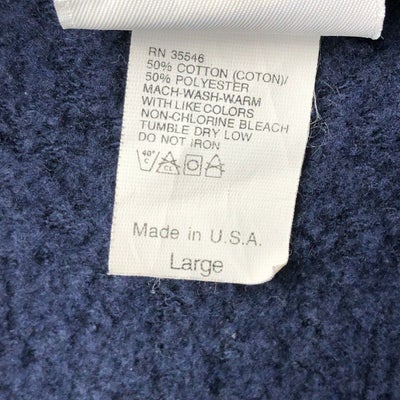 RN 35546
50% COTTON (COTON)/
50% POLYESTER
MACH-WASH-WARM
WITH LIKE COLORS
NON-CHLORINE BLEACH
TUMBLE DRY LOW
DO NOT IRON
40°
C CL
Made in U.S.A.
Large